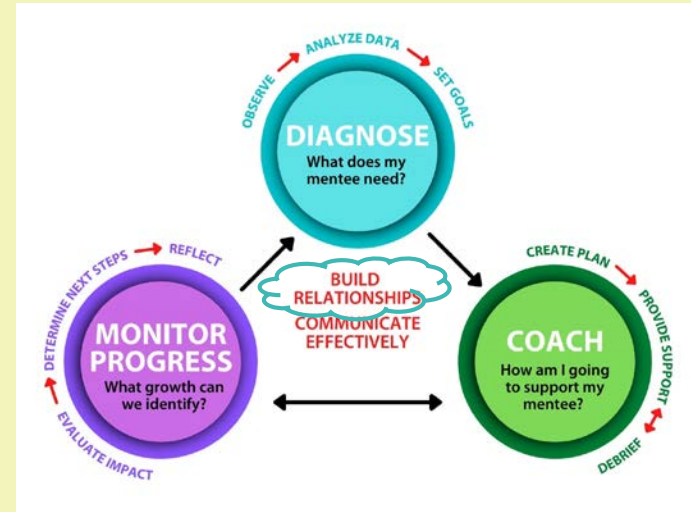 OBSERVE
ANALYZE DATA
SET GOALS
DIAGNOSE
What does my
mentee need?
BUILD
RELATIONSHIPS
COMMUNICATE
EFFECTIVELY
EVALUATE IMPACT
DETERMINE NEXT STEPS
REFLECT
MONITOR
PROGRESS
What growth can
we identify?
CREATE PLAN
PROVIDE SUPPORT
DEBRIEF
COACH
How am I going
to support my
mentee?